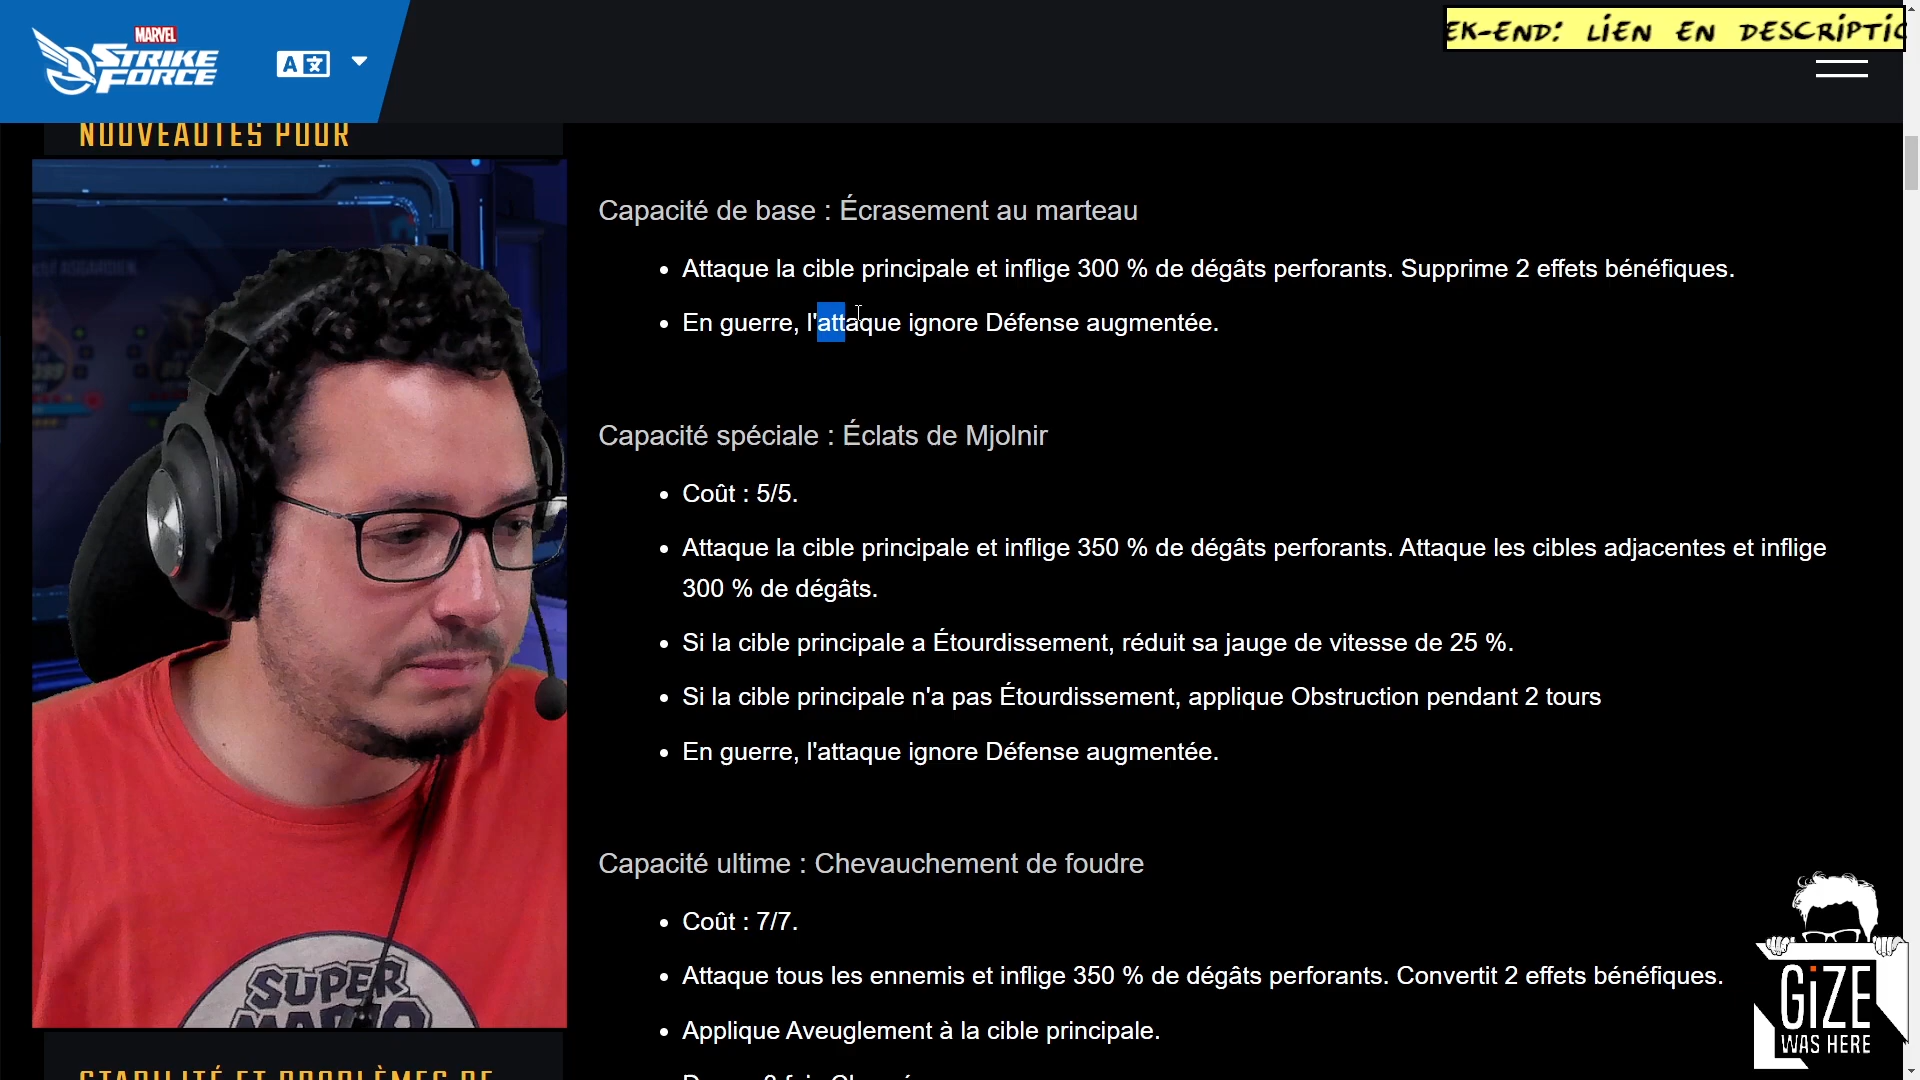 EK-END: LIEN EN DESCRIPTIO
MARVEL
STRIKE
FORCE
NOUVEAUTÉS POUR
Capacité de base : Écrasement au marteau
• Attaque la cible principale et inflige 300 % de dégâts perforants. Supprime 2 effets bénéfiques.
• En guerre, l'attaque ignore Défense augmentée.
Capacité spéciale : Éclats de Mjolnir
• Coût : 5/5.
• Attaque la cible principale et inflige 350 % de dégâts perforants. Attaque les cibles adjacentes et inflige
300 % de dégâts.
• Si la cible principale a Étourdissement, réduit sa jauge de vitesse de 25 %.
• Si la cible principale n'a pas Étourdissement, applique Obstruction pendant 2 tours
• En guerre, l'attaque ignore Défense augmentée.
Capacité ultime : Chevauchement de foudre
• Coût : 7/7.
• Attaque tous les ennemis et inflige 350 % de dégâts perforants. Convertit 2 effets bénéfiques.
• Applique Aveuglement à la cible principale.
SUPER
MARIO
GiZE
WAS HERE
STABILITÉ ET PROBLÈMES DE